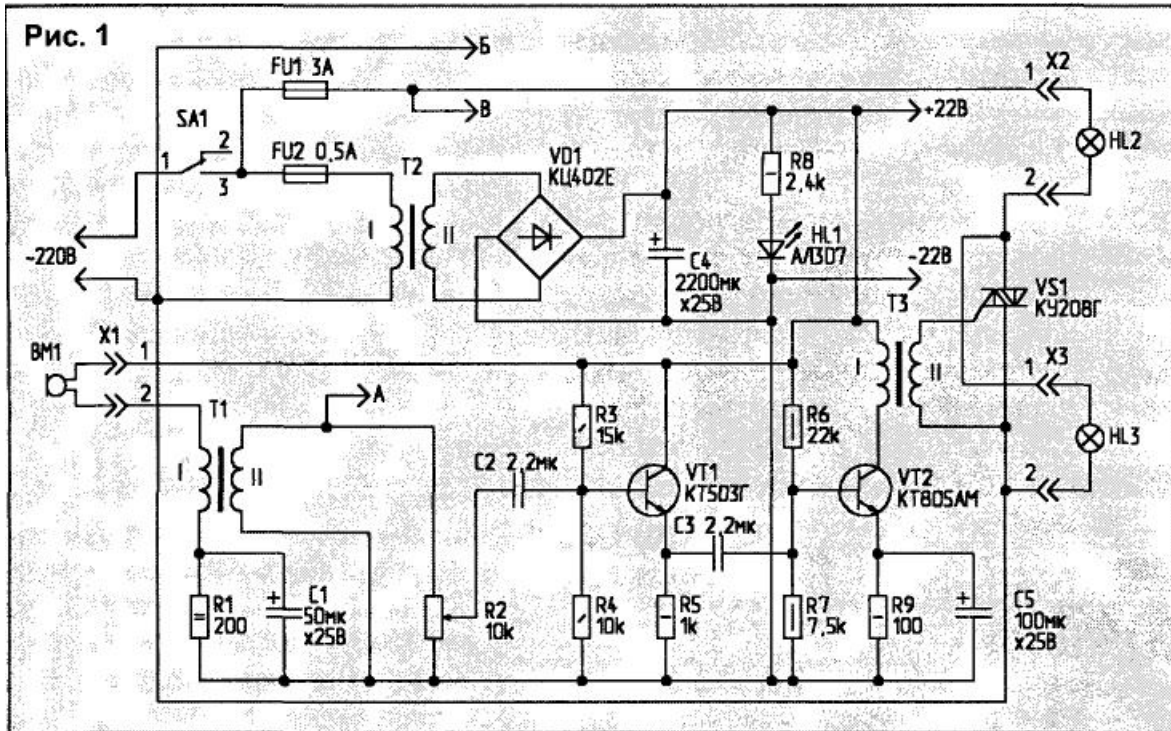 Рис. 1
Б
FU1 3А
1
X2
В
+22В
SA1
2
1
3
FU2 0,5А
T2
VD1
КЦ402Е
R8
2,4k
HL2
2
I
II
~220В
+
C4
2200мк
х25В
HL1
АЛ307
-22В
VS1
КУ208Г
T3
BM1
X1
1
2
T1
А
R3
15k
R6
22k
I
II
1
X3
HL3
2
I
II
C2 2,2мк
VT1
КТ503Г
VT2
КТ805АМ
C3 2,2мк
R1
200
+
C1
50мк
х25В
R2
10k
R4
10k
R5
1k
R7
7,5k
R9
100
+
C5
100мк
х25В